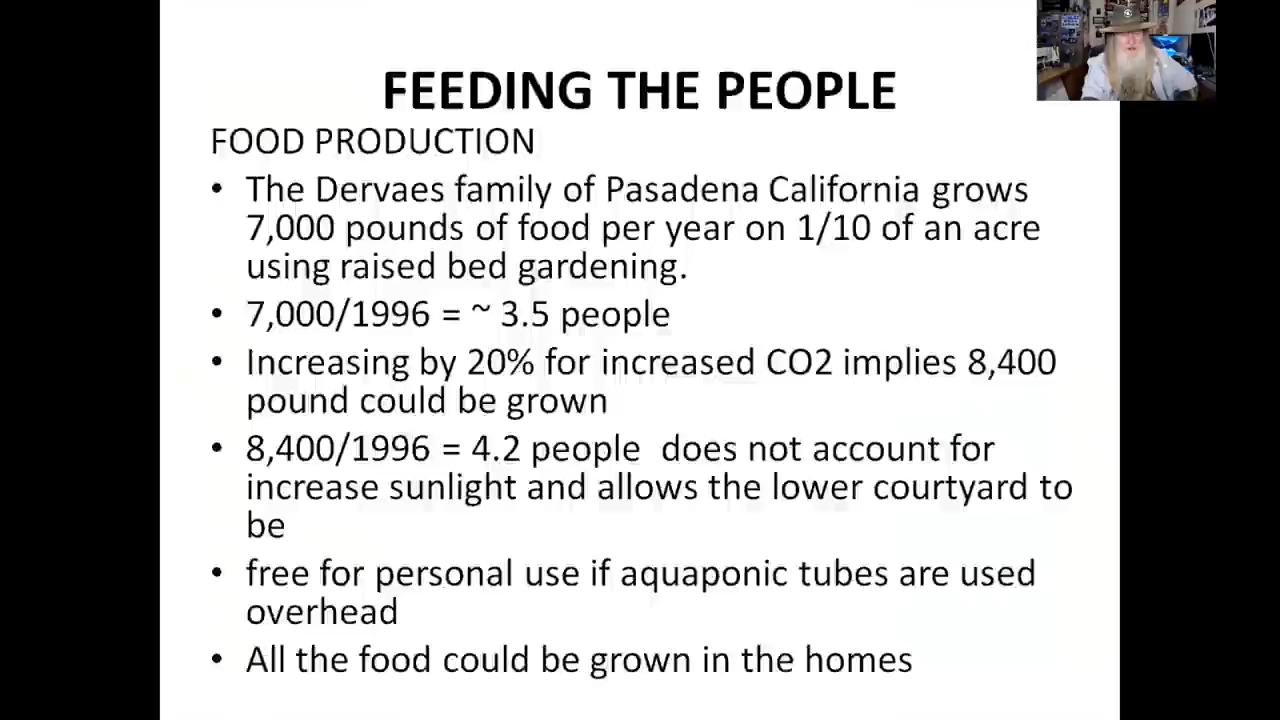 FEEDING THE PEOPLE
FOOD PRODUCTION
• The Dervaes family of Pasadena California grows
7,000 pounds of food per year on 1/10 of an acre
using raised bed gardening.
• 7,000/1996 = ~ 3.5 people
• Increasing by 20% for increased CO2 implies 8,400
pound could be grown
• 8,400/1996 = 4.2 people  does not account for
increase sunlight and allows the lower courtyard to
be
• free for personal use if aquaponic tubes are used
overhead
• All the food could be grown in the homes